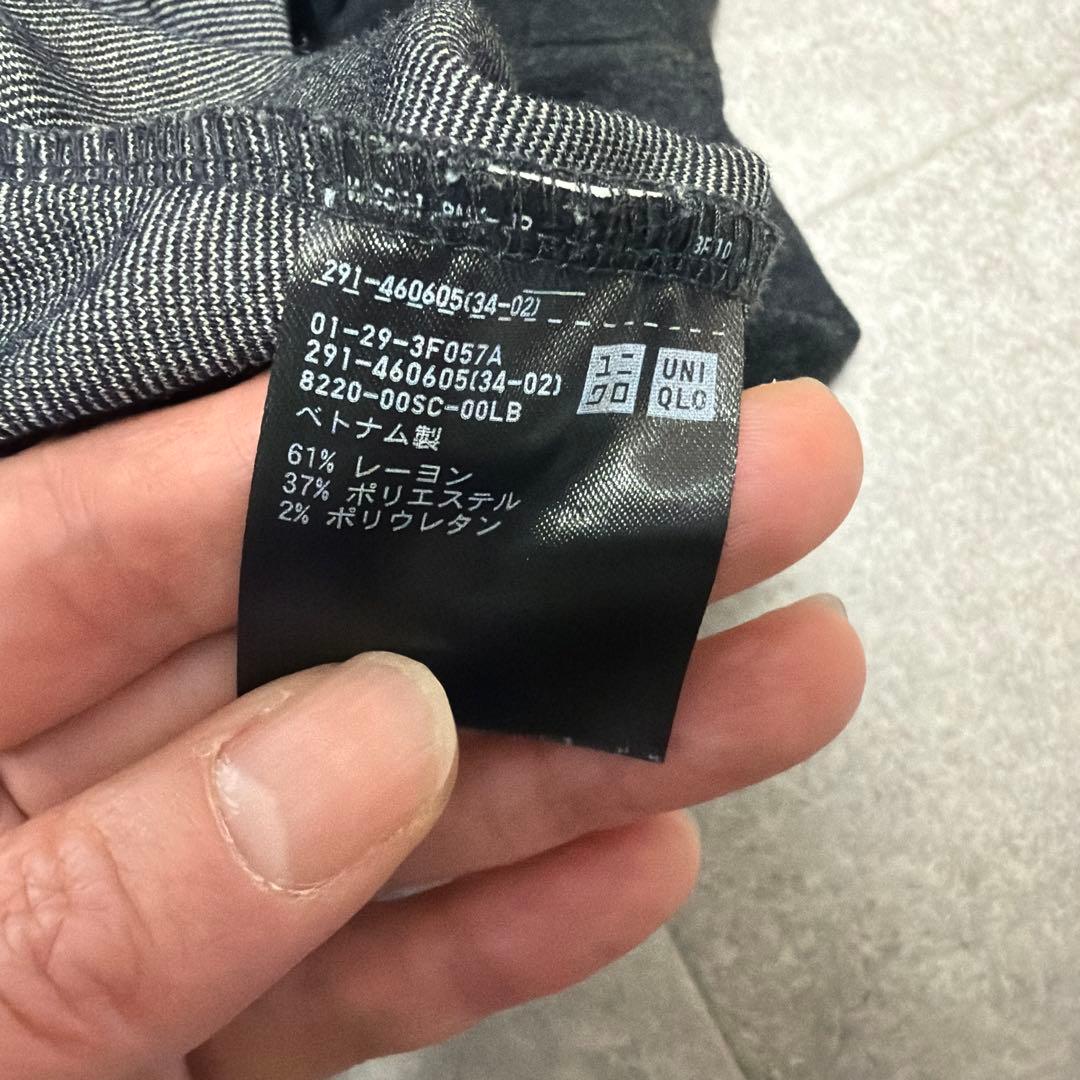 291-460605(34-02)
01-29-3F057A
291-460605(34-02)
8220-00SC-00LB
ベトナム製
61% レーヨン
37% ポリエステル
2% ポリウレタン
ユニ
クロ
UNI
QLO